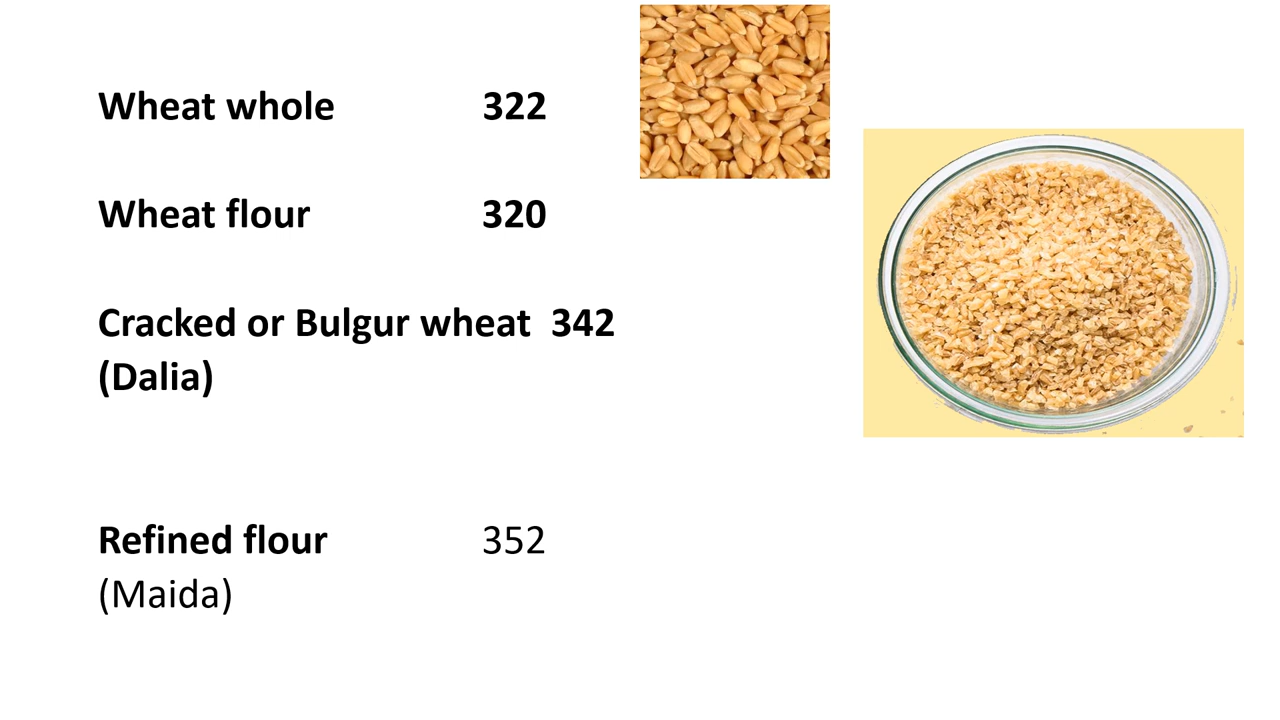 Wheat whole 322
Wheat flour 320
Cracked or Bulgur wheat 342
(Dalia)
Refined flour 352
(Maida)